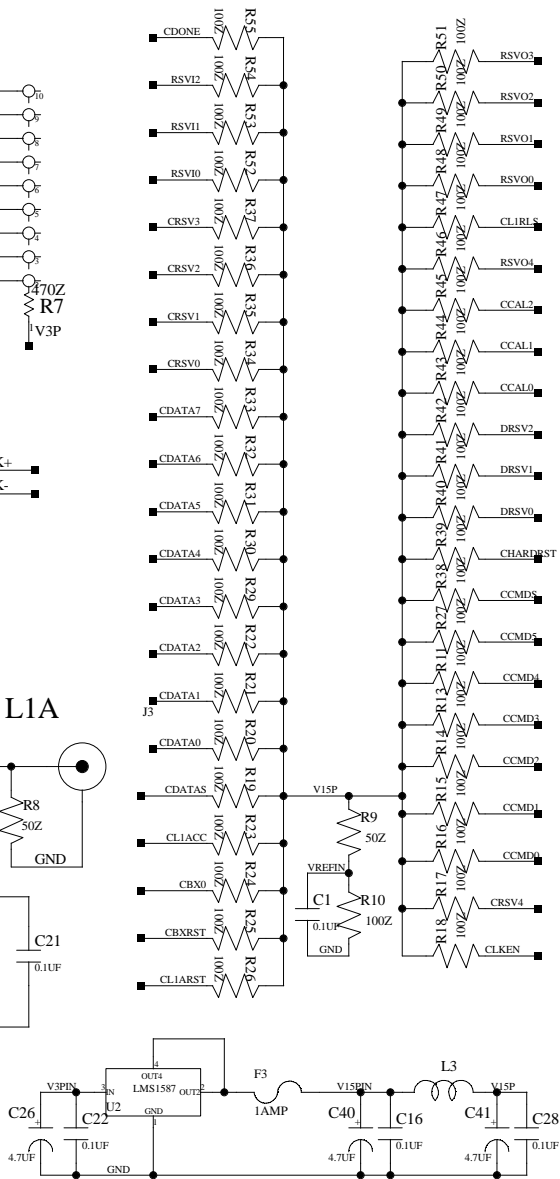 10
9
8
7
6
5
4
3
470Z
R7
1
V3P
K+
K-
L1A
R8
50Z
GND
C21
0.1UF
CDONE 100Z R55
RSVI2 100Z R54
RSVI1 100Z R53
RSVI0 100Z R52
CRSV3 100Z R37
CRSV2 100Z R36
CRSV1 100Z R35
CRSV0 100Z R34
CDATA7 100Z R33
CDATA6 100Z R32
CDATA5 100Z R31
CDATA4 100Z R30
CDATA3 100Z R29
CDATA2 100Z R22
CDATA1 100Z R21
J3
CDATA0 100Z R20
CDATAS 100Z R19
CL1ACC 100Z R23
CBX0 100Z R24
CBXRST 100Z R25
CL1ARST 100Z R26
V15P
R9
50Z
VREFIN
C1
0.1UF
R10
100Z
GND
R51 100Z RSVO3
R50 100Z RSVO2
R49 100Z RSVO1
R48 100Z RSVO0
R47 100Z CL1RLS
R46 100Z RSVO4
R45 100Z CCAL2
R44 100Z CCAL1
R43 100Z CCAL0
R42 100Z DRSV2
R41 100Z DRSV1
R40 100Z DRSV0
R39 100Z CHARDRST
R38 100Z CCMDS
R27 100Z CCMD5
R11 100Z CCMD4
R13 100Z CCMD3
R14 100Z CCMD2
R15 100Z CCMD1
R16 100Z CCMD0
R17 100Z CRSV4
R18 100Z CLKEN
V3PIN
C26
4.7UF
C22
0.1UF
GND
4
OUT4
LMS1587
3
IN
OUT2
2
U2
GND
1
F3
1AMP
V15PIN
C40
4.7UF
C16
0.1UF
L3
V15P
C41
4.7UF
C28
0.1UF